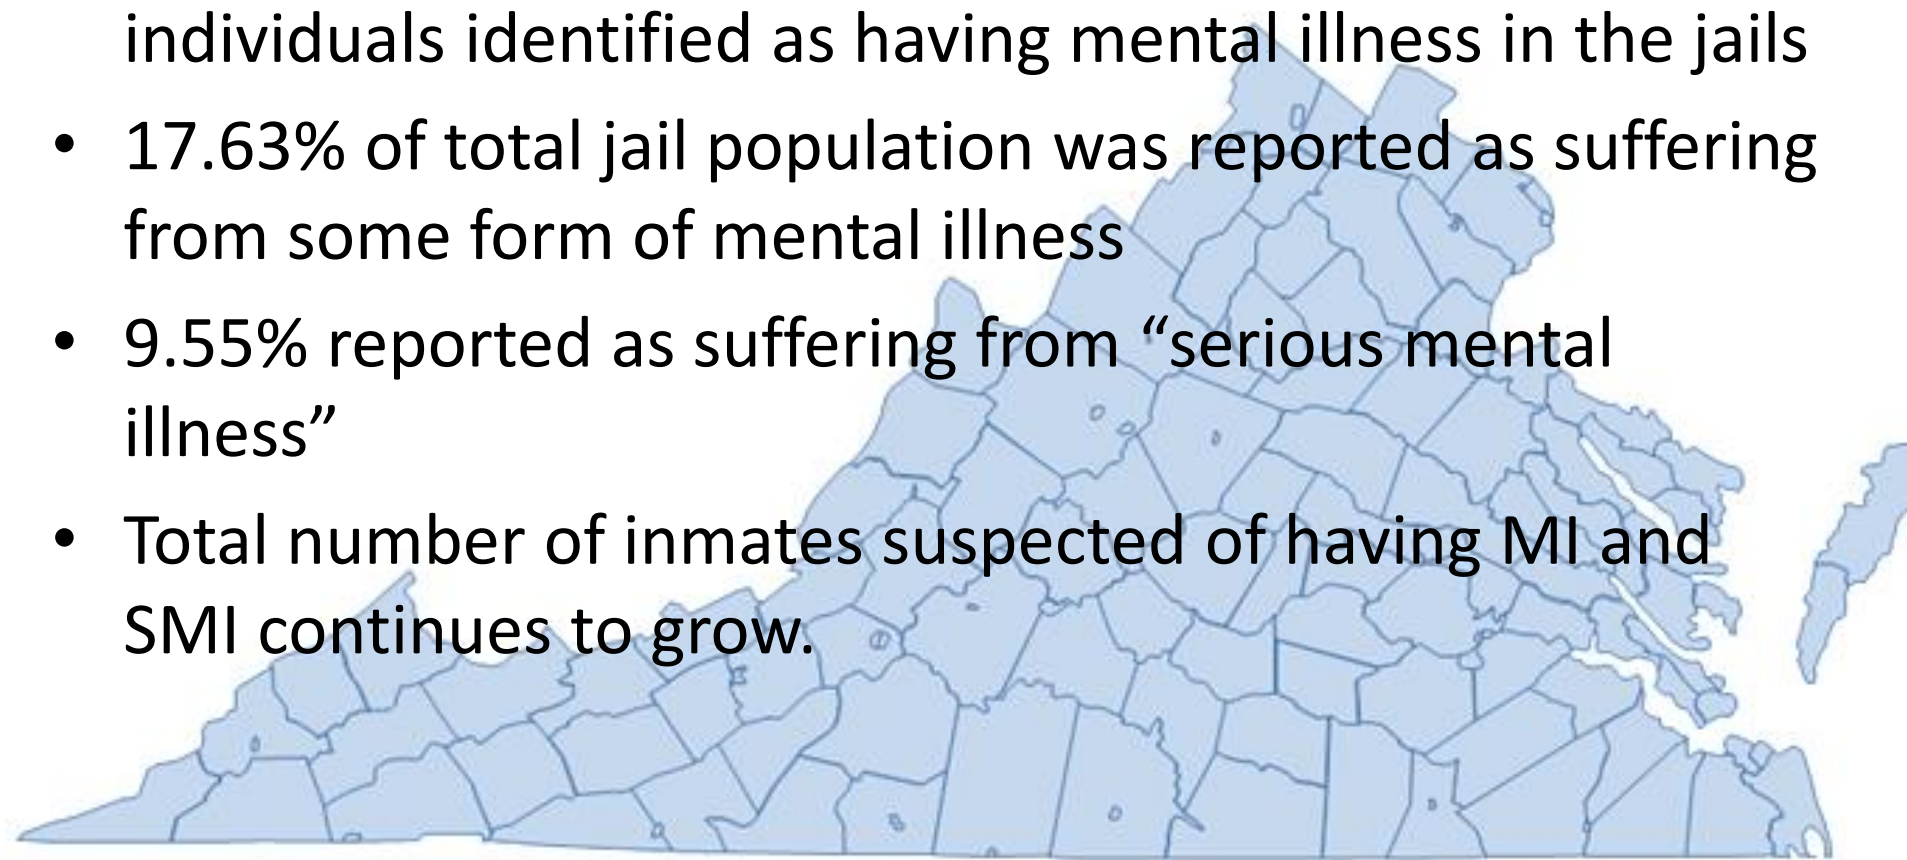 individuals identified as having mental illness in the jails
• 17.63% of total jail population was reported as suffering
from some form of mental illness
• 9.55% reported as suffering from “serious mental
illness”
• Total number of inmates suspected of having MI and
SMI continues to grow.